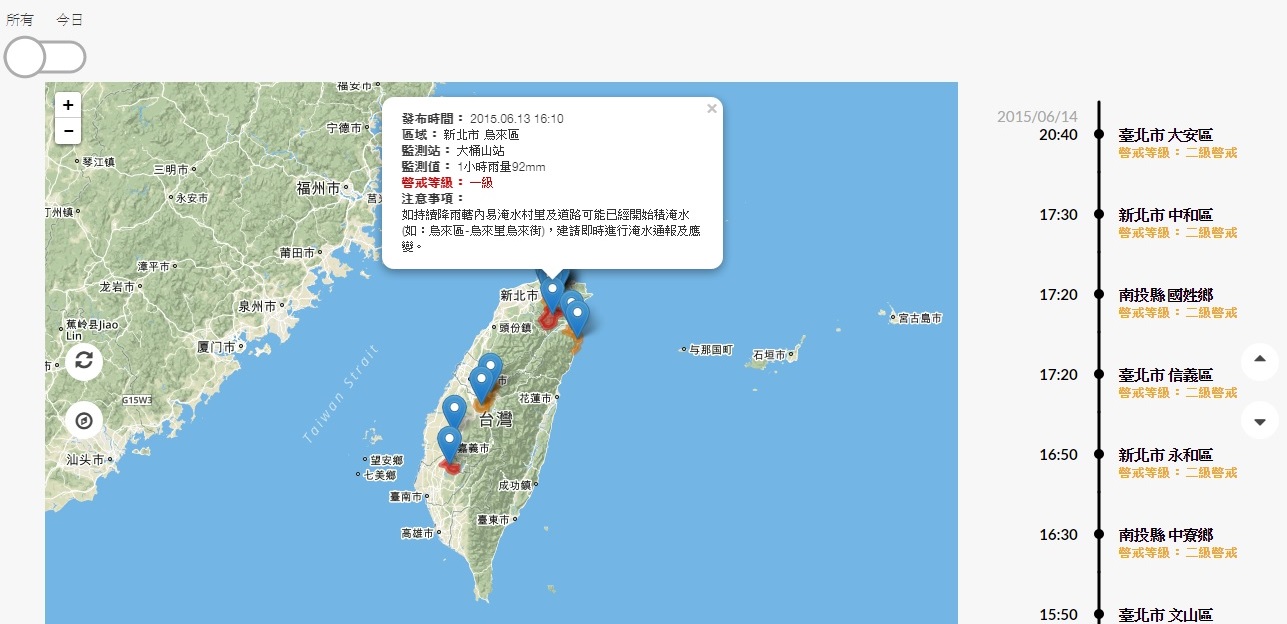 所有 今日
+
−
福安市
宁德市
琴江镇
三明市
福州市
永安市
汀州镇
莆田市
漳平市
龙岩市
泉州市
蕉岭县Jiao
Lin
厦门市
G15W3
汕头市
Taiwan Strait
×
發布時間： 2015.06.13 16:10
區域： 新北市 烏來區
監測站： 大桶山站
監測值： 1小時雨量92mm
警戒等級： 一級
注意事項：
如持續降雨轄內易淹水村里及道路可能已經開始積淹水
(如：烏來區-烏來里烏來街)，建請即時進行淹水通報及應
變。
新北市
頭份鎮
市
花蓮市
台灣
嘉義市
望安鄉
七美鄉
臺南市
成功鎮
臺東市
高雄市
与那国町
石垣市
宮古島市
2015/06/14
20:40 臺北市 大安區
警戒等級： 二級警戒
17:30 新北市 中和區
警戒等級： 二級警戒
17:20 南投縣 國姓鄉
警戒等級： 二級警戒
17:20 臺北市 信義區
警戒等級： 二級警戒
16:50 新北市 永和區
警戒等級： 二級警戒
16:30 南投縣 中寮鄉
警戒等級： 二級警戒
15:50 臺北市 文山區